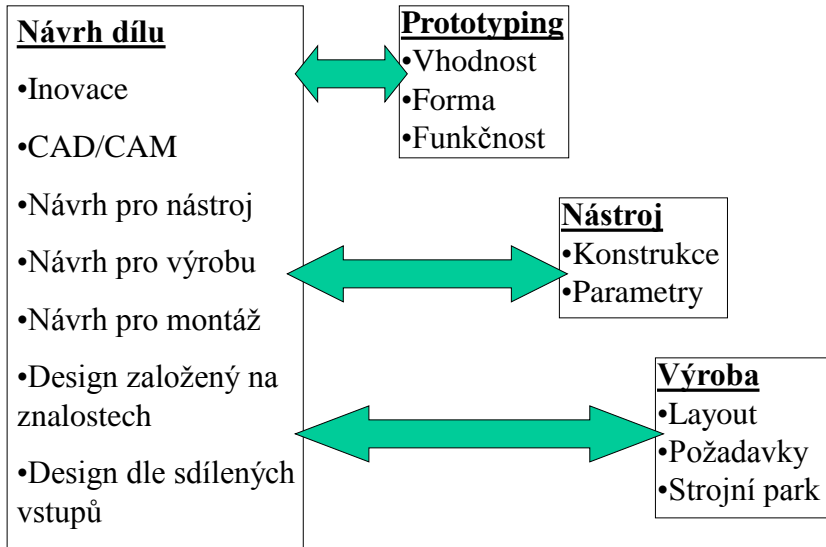 Návrh dílu
•Inovace
•CAD/CAM
•Návrh pro nástroj
•Návrh pro výrobu
•Návrh pro montáž
•Design založený na
znalostech
•Design dle sdílených
vstupů
Prototyping
•Vhodnost
•Forma
•Funkčnost
Nástroj
•Konstrukce
•Parametry
Výroba
•Layout
•Požadavky
•Strojní park